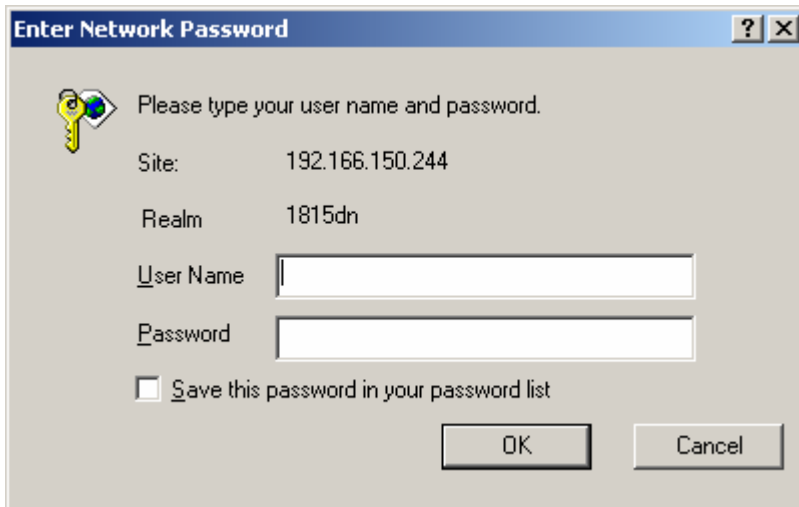 Enter Network Password
Please type your user name and password.
Site: 192.166.150.244
Realm 1815dn
User Name
Password
Save this password in your password list
OK Cancel